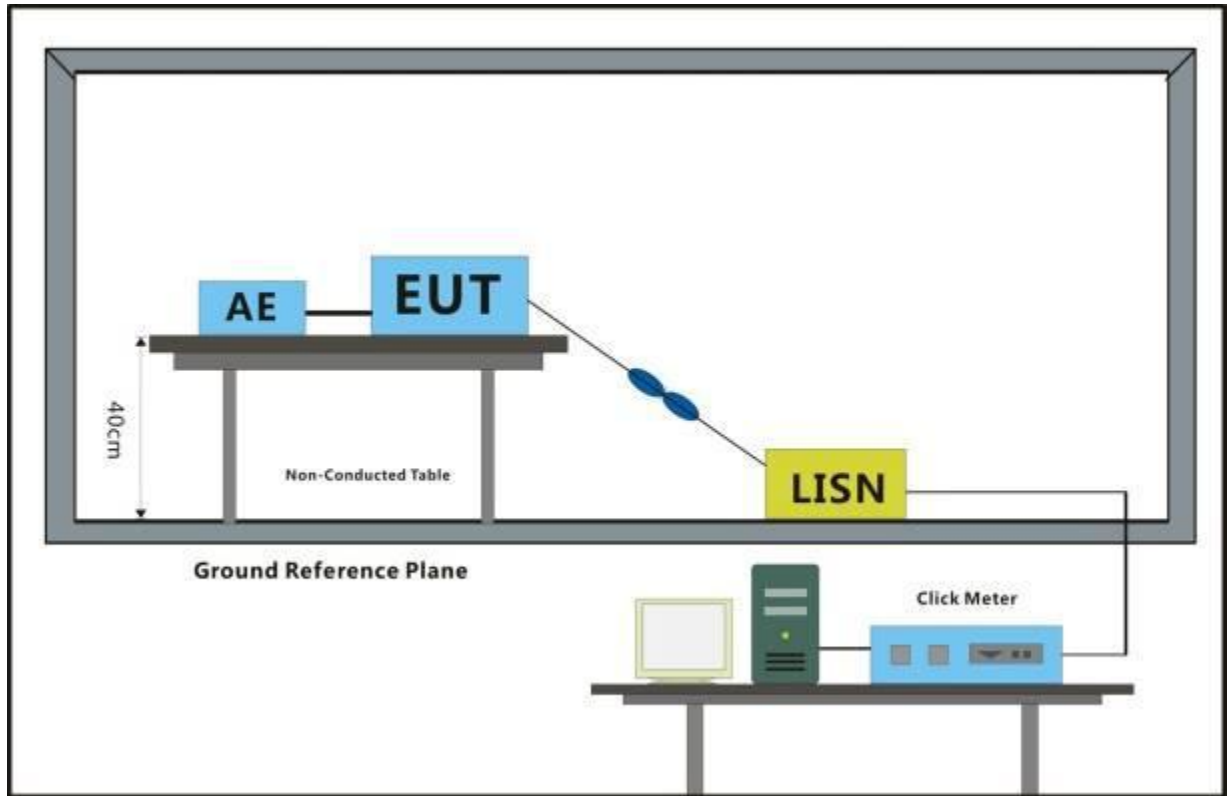 AE
EUT
40cm
Non-Conducted Table
LISN
Ground Reference Plane
Click Meter